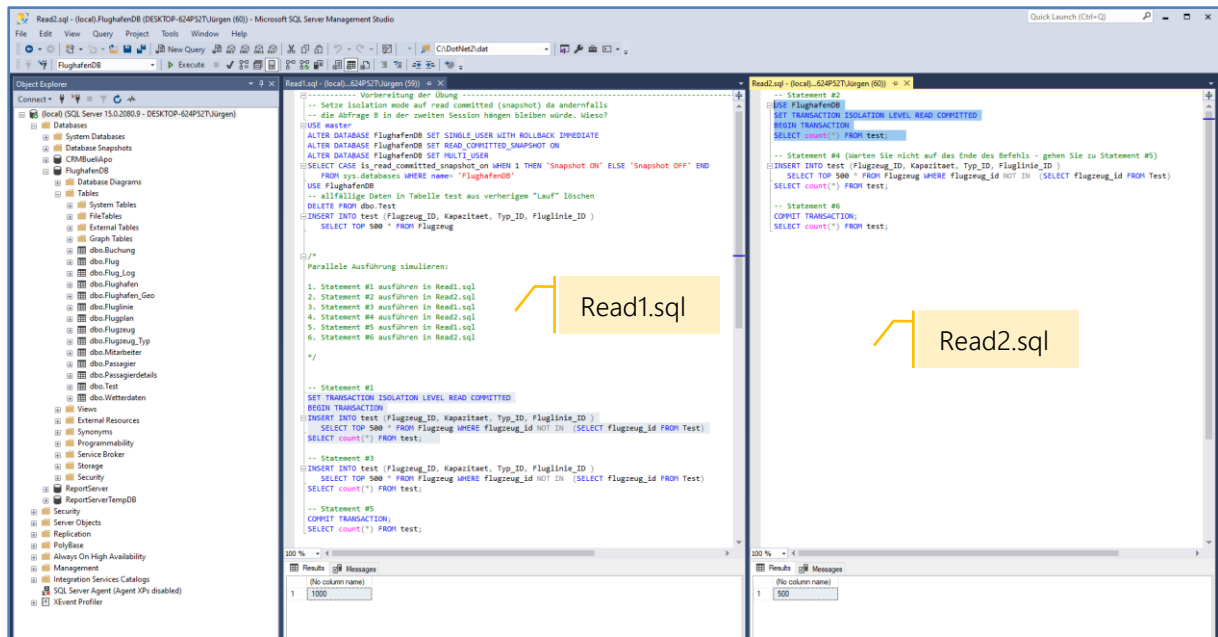 Read2.sql - (local).FlughafenDB (DESKTOP-624P52T\Jürgen (60)) - Microsoft SQL Server Management Studio
Quick Launch (Ctrl+Q)
File Edit View Query Project Tools Window Help
New Query
C:\DotNet2\dat
FlughafenDB
Execute
Object Explorer
Connect
(local) (SQL Server 15.0.2080.9 - DESKTOP-624P52T\Jürgen)
Databases
System Databases
Database Snapshots
CRMBueliApo
FlughafenDB
Database Diagrams
Tables
System Tables
FileTables
External Tables
Graph Tables
dbo.Buchung
dbo.Flug
dbo.Flug_Log
dbo.Flughafen
dbo.Flughafen_Geo
dbo.Fluglinie
dbo.Flugplan
dbo.Flugzeug
dbo.Flugzeug_Typ
dbo.Mitarbeiter
dbo.Passagier
dbo.Passagierdetails
dbo.Test
dbo.Wetterdaten
Views
External Resources
Synonyms
Programmability
Service Broker
Storage
Security
ReportServer
ReportServerTempDB
Security
Server Objects
Replication
PolyBase
Always On High Availability
Management
Integration Services Catalogs
SQL Server Agent (Agent XPs disabled)
XEvent Profiler
Read1.sql - (local)...624P52T\Jürgen (59))
---------- Vorbereitung der Übung ----------
-- Setze isolation mode auf read committed (snapshot) da andernfalls
-- die Abfrage B in der zweiten Session hängen bleiben würde. Wieso?
USE master
ALTER DATABASE FlughafenDB SET SINGLE_USER WITH ROLLBACK IMMEDIATE
ALTER DATABASE FlughafenDB SET READ_COMMITTED_SNAPSHOT ON
ALTER DATABASE FlughafenDB SET MULTI_USER
SELECT CASE is_read_committed_snapshot_on WHEN 1 THEN 'Snapshot ON' ELSE 'Snapshot OFF' END
FROM sys.databases WHERE name= 'FlughafenDB'
USE FlughafenDB
-- allfällige Daten in Tabelle test aus verherigem "Lauf" löschen
DELETE FROM dbo.Test
INSERT INTO test (Flugzeug_ID, Kapazitaet, Typ_ID, Fluglinie_ID )
SELECT TOP 500 * FROM Flugzeug
/*
Parallele Ausführung simulieren:
1. Statement #1 ausführen in Read1.sql
2. Statement #2 ausführen in Read2.sql
3. Statement #3 ausführen in Read1.sql
4. Statement #4 ausführen in Read2.sql
5. Statement #5 ausführen in Read1.sql
6. Statement #6 ausführen in Read2.sql
*/
-- Statement #1
SET TRANSACTION ISOLATION LEVEL READ COMMITTED
BEGIN TRANSACTION
INSERT INTO test (Flugzeug_ID, Kapazitaet, Typ_ID, Fluglinie_ID )
SELECT TOP 500 * FROM Flugzeug WHERE flugzeug_id NOT IN (SELECT flugzeug_id FROM Test)
SELECT count(*) FROM test;
-- Statement #3
INSERT INTO test (Flugzeug_ID, Kapazitaet, Typ_ID, Fluglinie_ID )
SELECT TOP 500 * FROM Flugzeug WHERE flugzeug_id NOT IN (SELECT flugzeug_id FROM Test)
SELECT count(*) FROM test;
-- Statement #5
COMMIT TRANSACTION;
SELECT count(*) FROM test;
Read1.sql
100 %
Results Messages
(No column name)
1 1000
Read2.sql - (local)...624P52T\Jürgen (60))
-- Statement #2
USE FlughafenDB
SET TRANSACTION ISOLATION LEVEL READ COMMITTED
BEGIN TRANSACTION
SELECT count(*) FROM test;
-- Statement #4 (Warten Sie nicht auf das Ende des Befehls - gehen Sie zu Statement #5)
INSERT INTO test (Flugzeug_ID, Kapazitaet, Typ_ID, Fluglinie_ID )
SELECT TOP 500 * FROM Flugzeug WHERE flugzeug_id NOT IN (SELECT flugzeug_id FROM Test)
SELECT count(*) FROM test;
-- Statement #6
COMMIT TRANSACTION;
SELECT count(*) FROM test;
Read2.sql
100 %
Results Messages
(No column name)
1 500